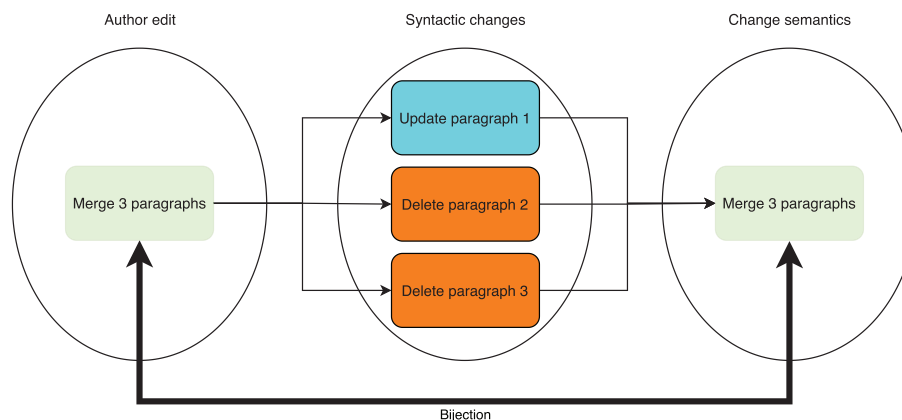 Author edit
Syntactic changes
Change semantics
Update paragraph 1
Merge 3 paragraphs
Delete paragraph 2
Merge 3 paragraphs
Delete paragraph 3
Bijection